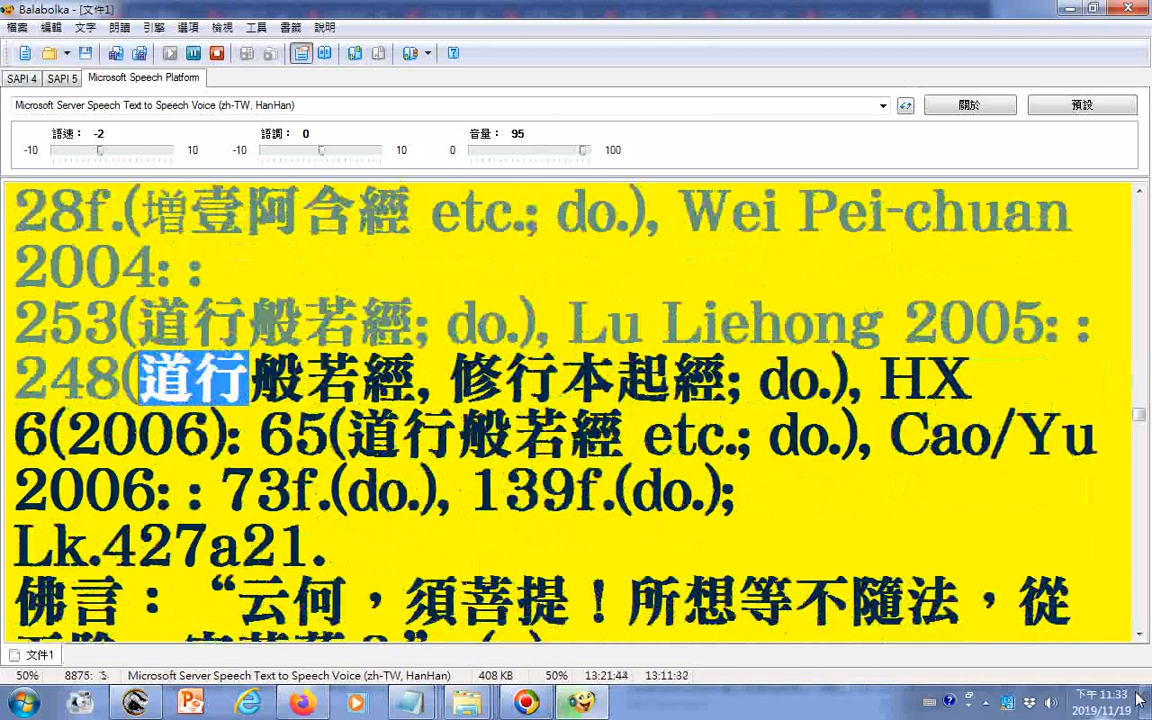 Balabolka - [文件1]
檔案 編輯 文字 朗讀 引擎 選項 檢視 工具 書籤 說明
SAPI 4 SAPI 5 Microsoft Speech Platform
Microsoft Server Speech Text to Speech Voice (zh-TW, HanHan)
關於 預設
語速： -2 語調： 0 音量： 95
-10 10 -10 10 0 100
28f.(增壹阿含經 etc.; do.), Wei Pei-chuan
2004: :
253(道行般若經; do.), Lu Liehong 2005: :
248(道行般若經, 修行本起經; do.), HX
6(2006): 65(道行般若經 etc.; do.), Cao/Yu
2006: : 73f.(do.), 139f.(do.);
Lk.427a21.
佛言：“云何，須菩提！所想等不隨法，從
文件1
50% Microsoft Server Speech Text to Speech Voice (zh-TW, HanHan) 408 KB 50% 13:21:44 13:11:32
下午 11:33
2019/11/19